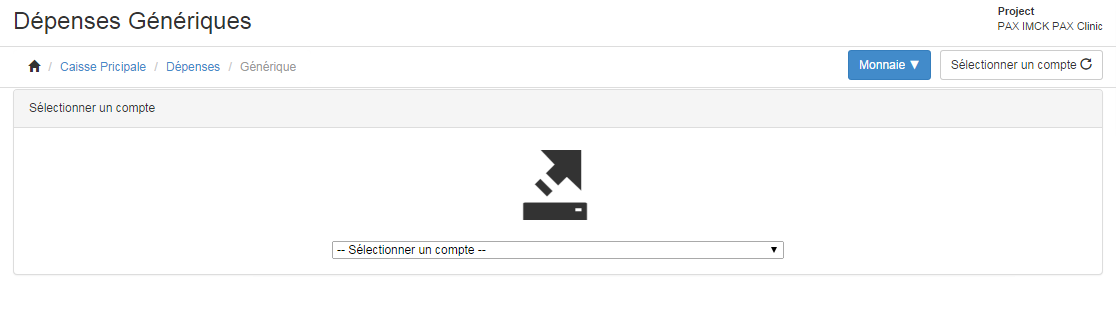 Dépenses Génériques
Project
PAX IMCK PAX Clinic
/ Caisse Pricipale / Dépenses / Générique
Monnaie ▼
Sélectionner un compte
Sélectionner un compte
-- Sélectionner un compte --